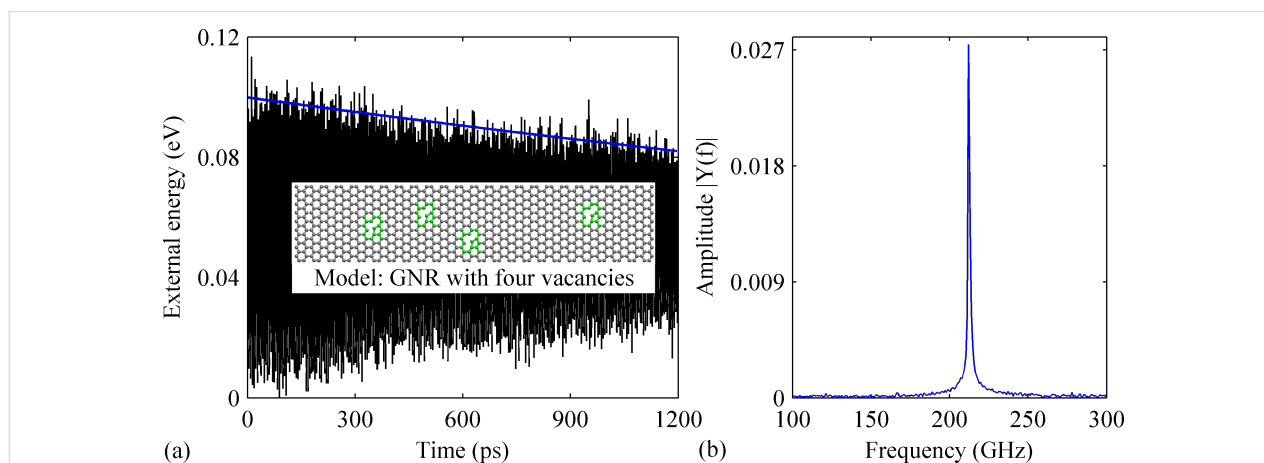 0.12
0.08
0.04
0
External energy (eV)
Model: GNR with four vacancies
0 300 600 900 1200
Time (ps)
(a)
0.027
0.018
0.009
0
Amplitude |Y(f)|
100 150 200 250 300
Frequency (GHz)
(b)